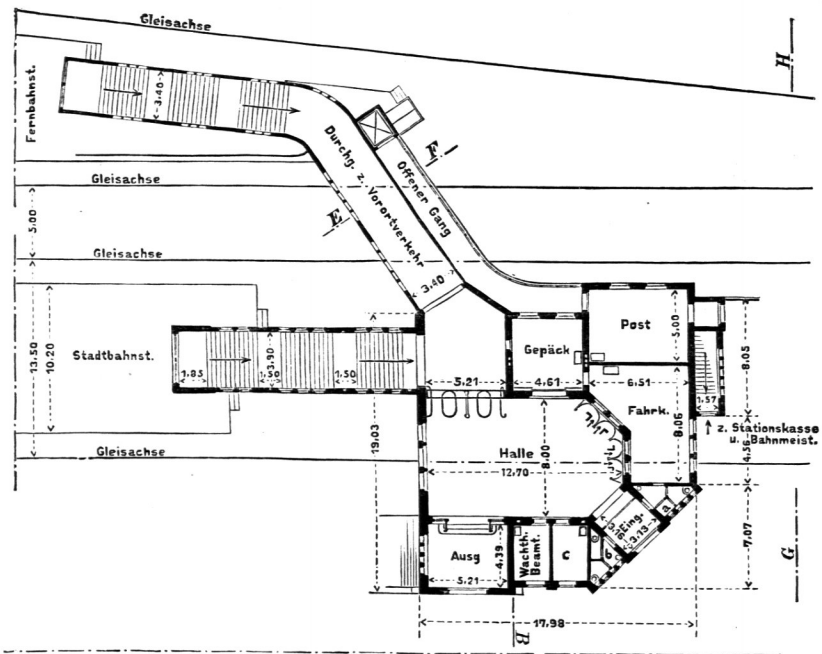 Gleisachse
H
Fernbahnst.
3.40
Durchg. z. Vorortverkehr
Offener Gang
F
E
Gleisachse
5.00
Gleisachse
3.40
Post
5.00
Gepäck
Stadtbahnst.
13.50
10.20
1.85
1.50
3.90
1.50
5.21
4.61
6.51
8.05
1.57
Fahrk.
8.06
z. Stationskasse
u. Bahnmeist.
4.56
Gleisachse
19.03
Halle
12.70
8.00
Eing.
3.13
a
b
7.07
G
Ausg
4.39
5.21
Wachth.
Beamt.
c
17.98
B